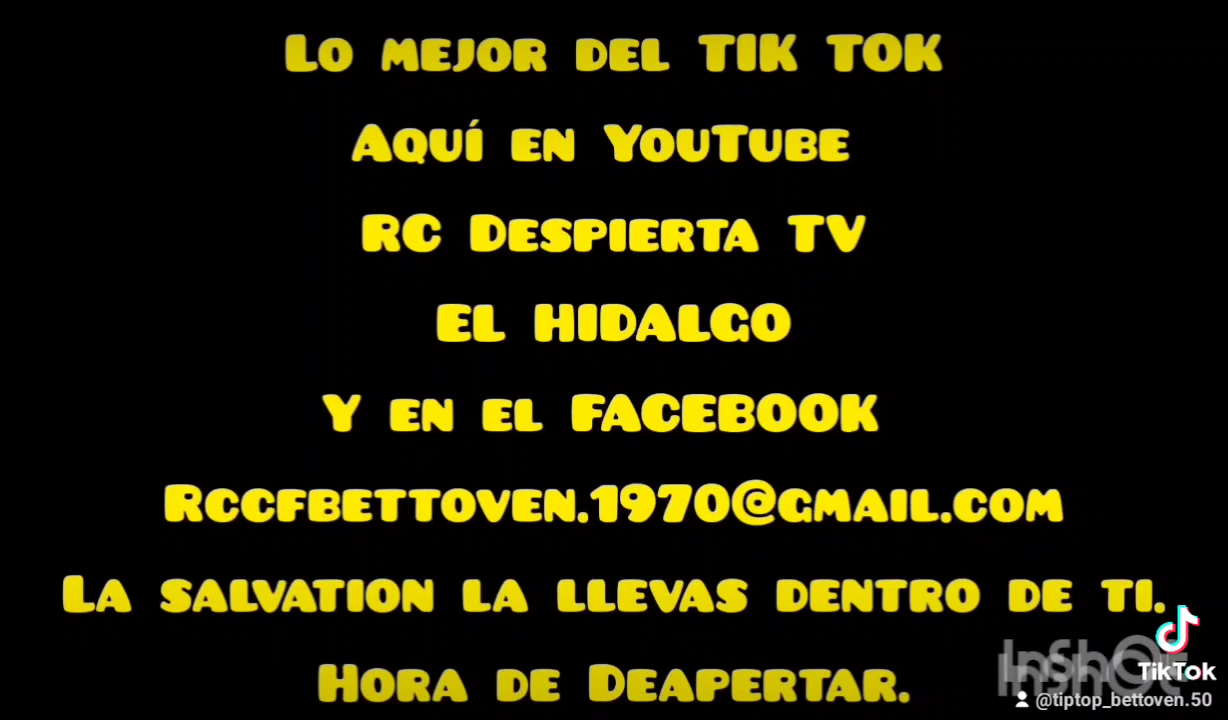 Lo mejor del TIK TOK
Aquí en YouTube
RC Despierta TV
EL HIDALGO
Y en el FACEBOOK
Rccfbettoven.1970@gmail.com
La salvation la llevas dentro de ti.
Hora de Deapertar.
InShOt
TikTok
@tiptop_bettoven.50